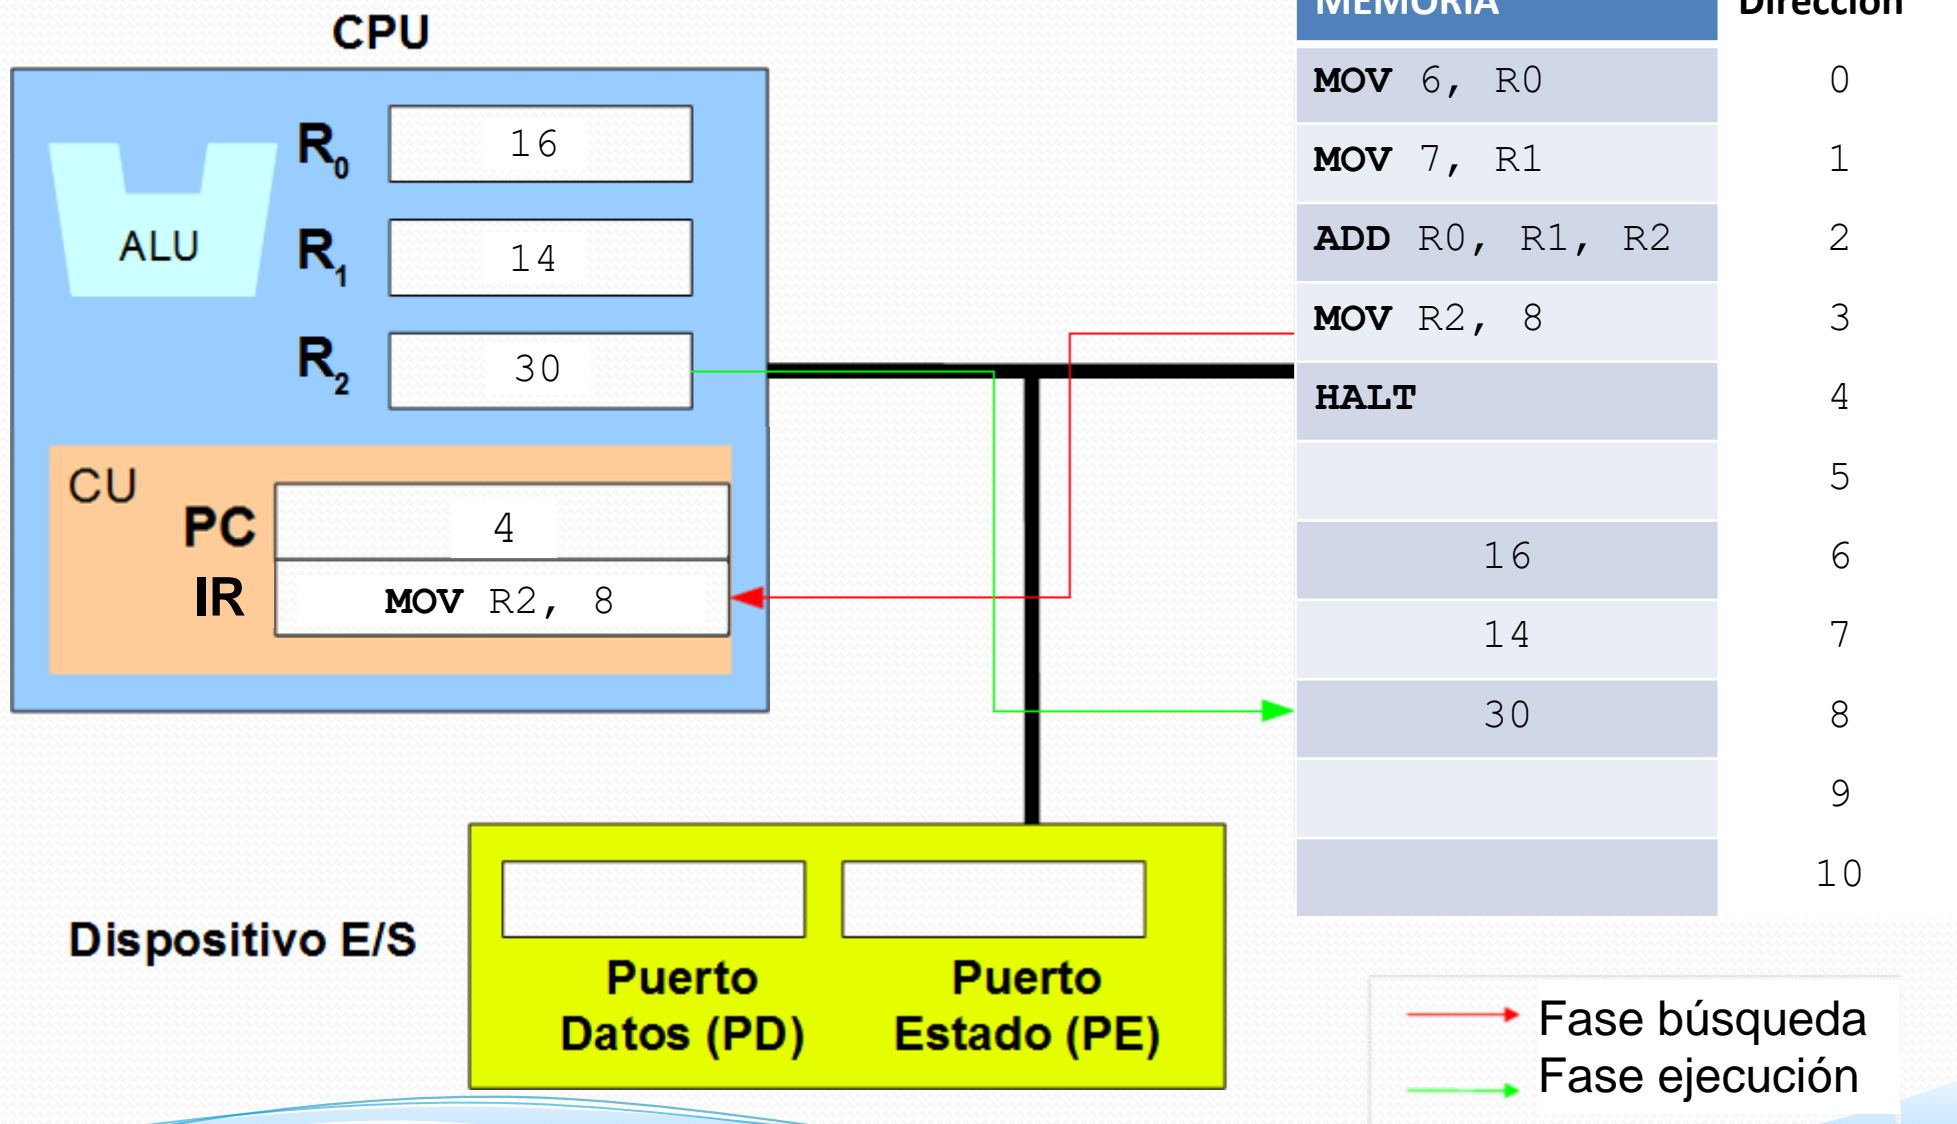 CPU
MEMORIA
Dirección
ALU
R0
16
R1
14
R2
30
CU
PC
4
IR
MOV R2, 8
MOV 6, R0
0
MOV 7, R1
1
ADD R0, R1, R2
2
MOV R2, 8
3
HALT
4
5
16
6
14
7
30
8
9
10
Dispositivo E/S
Puerto
Datos (PD)
Puerto
Estado (PE)
Fase búsqueda
Fase ejecución